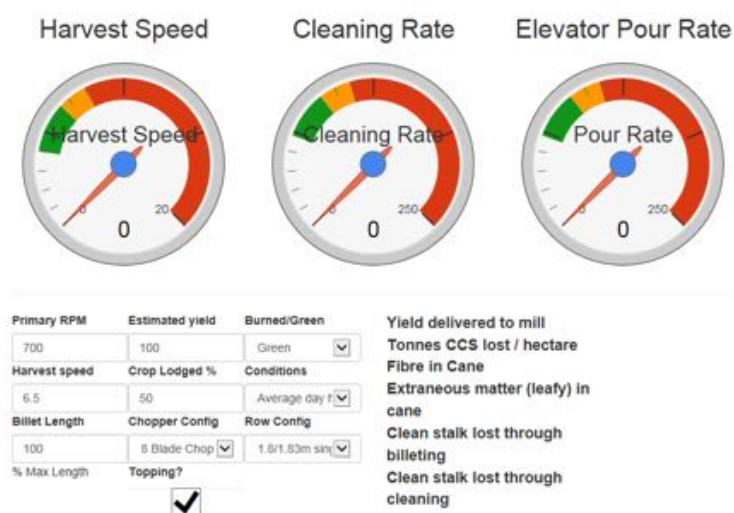 Harvest Speed Cleaning Rate Elevator Pour Rate
Harvest Speed Cleaning Rate Pour Rate
0 20 0 250 250
0 0 0
Primary RPM Estimated yield Burned/Green
700 100 Green
Harvest speed Crop Lodged % Conditions
6.5 50 Average day
Billet Length Chopper Config Row Config
100 8 Blade Chop 1.8/1.83m sin
% Max Length Topping?
Yield delivered to mill
Tonnes CCS lost / hectare
Fibre in Cane
Extraneous matter (leafy) in
cane
Clean stalk lost through
billeting
Clean stalk lost through
cleaning